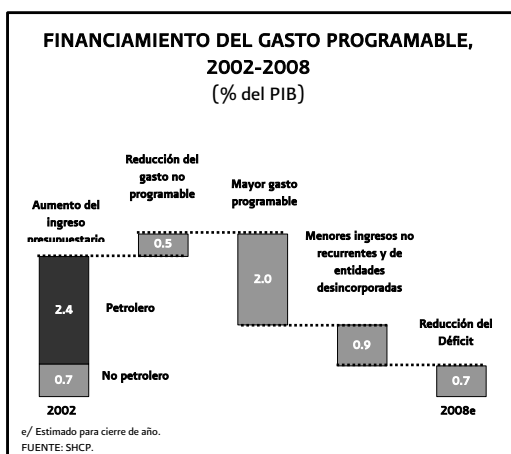 FINANCIAMIENTO DEL GASTO PROGRAMABLE,
2002-2008
(% del PIB)
Reducción del
gasto no
programable
Mayor gasto
programable
Aumento del
ingreso
presupuestario
Menores ingresos no
recurrentes y de
entidades
desincorporadas
0.5
2.0
2.4
Petrolero
Reducción del
Déficit
0.9
0.7
No petrolero
0.7
2002
2008e
e/ Estimado para cierre de año.
FUENTE: SHCP.